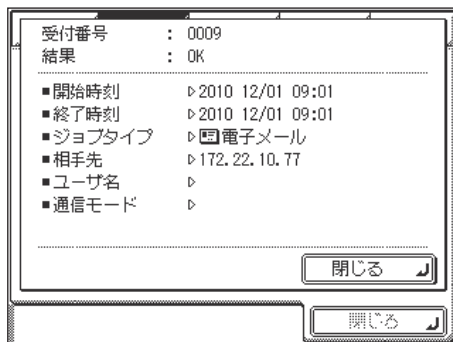 受付番号 : 0009
結果 : OK
■開始時刻 ▷2010 12/01 09:01
■終了時刻 ▷2010 12/01 09:01
■ジョブタイプ ▷電子メール
■相手先 ▷172.22.10.77
■ユーザ名 ▷
■通信モード ▷
閉じる
閉じる